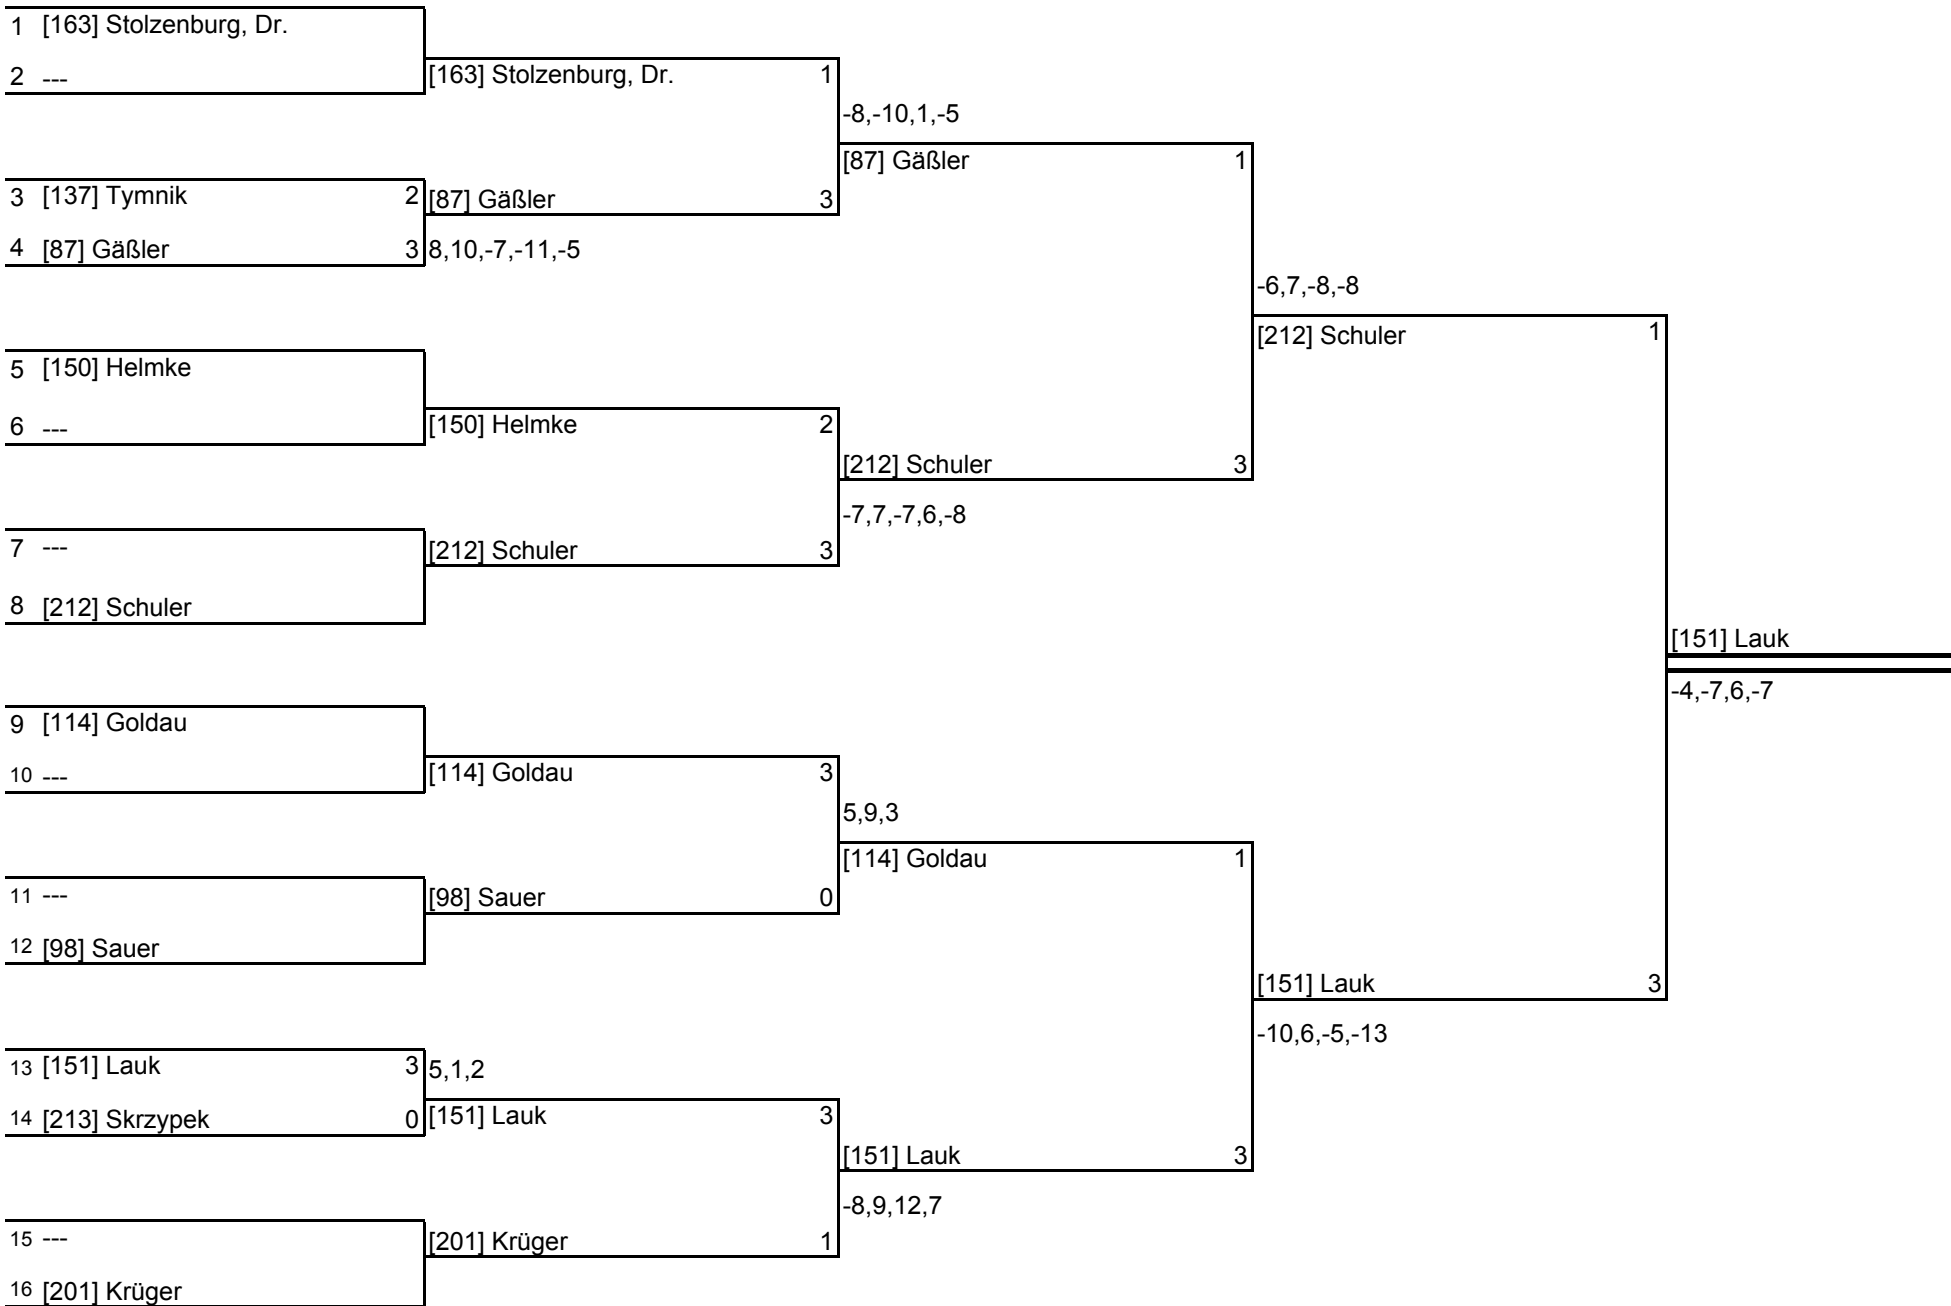 1 [163] Stolzenburg, Dr.
2 ---
[163] Stolzenburg, Dr. 1
-8,-10,1,-5
[87] Gäßler 1
3 [137] Tymnik 2
[87] Gäßler 3
4 [87] Gäßler 3
8,10,-7,-11,-5
-6,7,-8,-8
[212] Schuler 1
5 [150] Helmke
6 ---
[150] Helmke 2
[212] Schuler 3
-7,7,-7,6,-8
7 ---
[212] Schuler 3
8 [212] Schuler
[151] Lauk
-4,-7,6,-7
9 [114] Goldau
10 ---
[114] Goldau 3
5,9,3
[114] Goldau 1
11 ---
[98] Sauer 0
12 [98] Sauer
[151] Lauk 3
-10,6,-5,-13
13 [151] Lauk 3
5,1,2
14 [213] Skrzypek 0
[151] Lauk 3
[151] Lauk 3
-8,9,12,7
15 ---
[201] Krüger 1
16 [201] Krüger